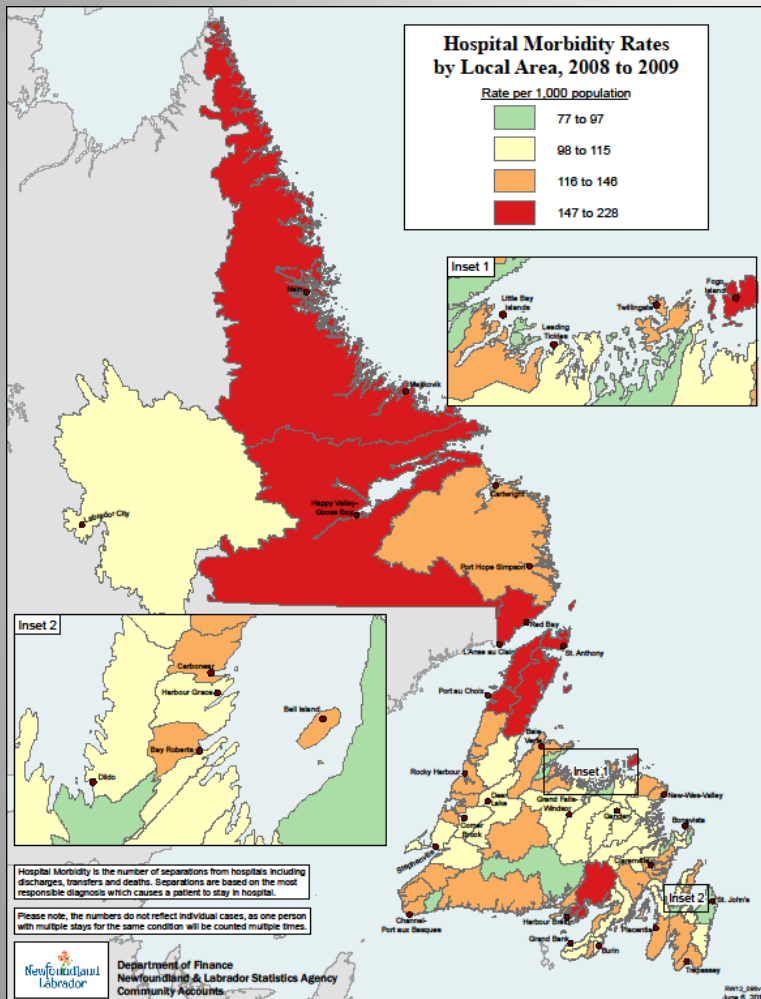 Hospital Morbidity Rates
by Local Area, 2008 to 2009
Rate per 1,000 population
77 to 97
98 to 115
116 to 146
147 to 228
Inset 1
Little Bay
Islands
Leading
Tickles
Twillingate
Fogo
Island
Nain
Makkovik
Labrador City
Happy Valley-
Goose Bay
Cartwright
Port Hope Simpson
Red Bay
L'Anse au Clair
St. Anthony
Port au Choix
Baie
Verte
Inset 1
Rocky Harbour
Deer
Lake
Grand Falls-
Windsor
New-Wes-Valley
Gander
Corner
Brook
Bonavista
Stephenville
Clarenville
Inset 2
St. John's
Channel-
Port aux Basques
Harbour Breton
Placentia
Grand Bank
Burin
Trepassey
Inset 2
Carbonear
Harbour Grace
Bell Island
Bay Roberts
Dildo
Hospital Morbidity is the number of separations from hospitals including
discharges, transfers and deaths. Separations are based on the most
responsible diagnosis which causes a patient to stay in hospital.
Please note, the numbers do not reflect individual cases, as one person
with multiple stays for the same condition will be counted multiple times.
Newfoundland
Labrador
Department of Finance
Newfoundland & Labrador Statistics Agency
Community Accounts